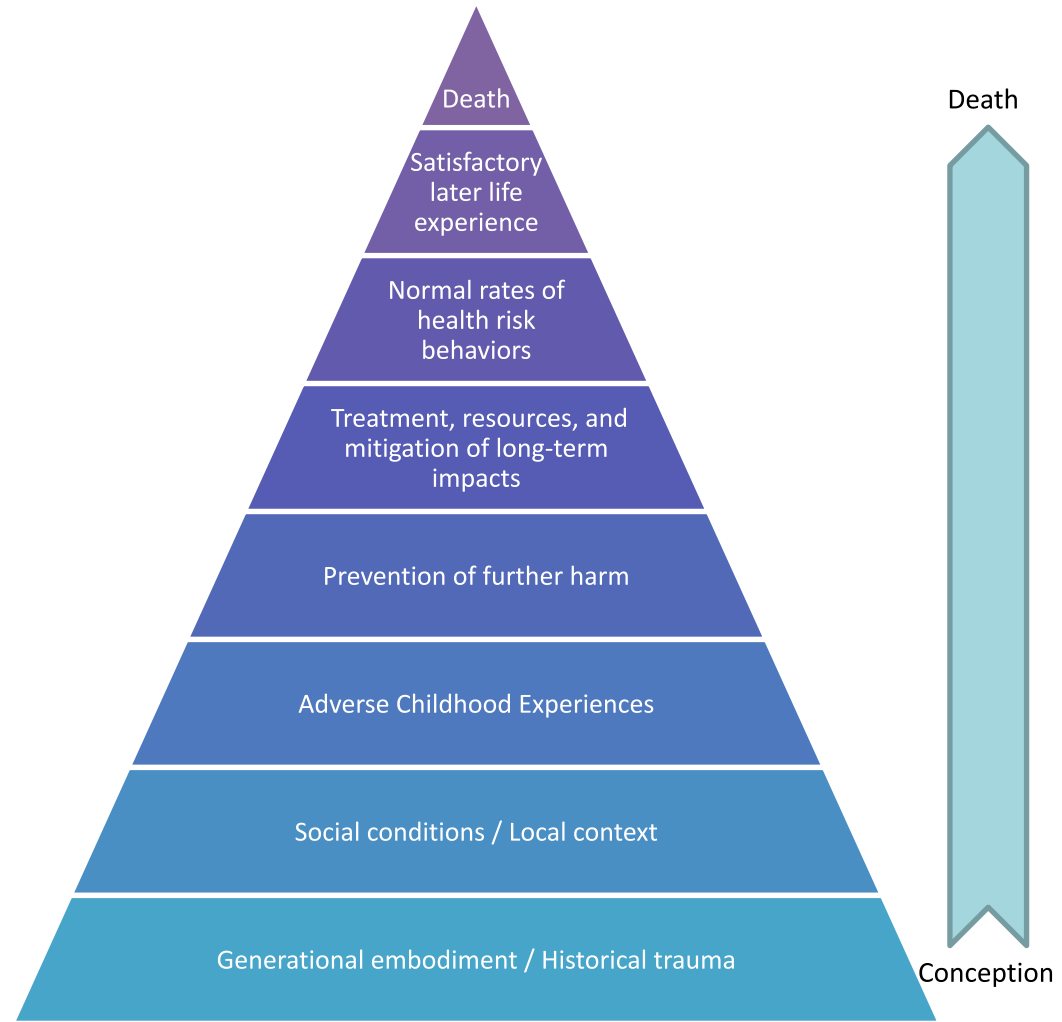 Death
Satisfactory
later life
experience
Normal rates of
health risk
behaviors
Treatment, resources, and
mitigation of long-term
impacts
Prevention of further harm
Adverse Childhood Experiences
Social conditions / Local context
Generational embodiment / Historical trauma
Death
Conception